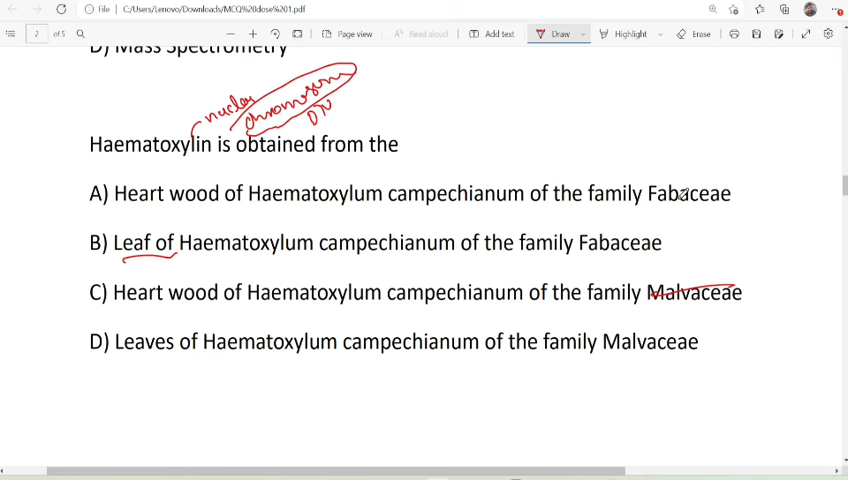 File | C:/Users/Lenovo/Downloads/MCQ%20dose%201.pdf
2 of 5 Page view Read aloud Add text Draw Highlight Erase
D) Mass Spectrometry
chromosom
DN
Haematoxylin is obtained from the
A) Heart wood of Haematoxylum campechianum of the family Fabaceae
B) Leaf of Haematoxylum campechianum of the family Fabaceae
C) Heart wood of Haematoxylum campechianum of the family Malvaceae
D) Leaves of Haematoxylum campechianum of the family Malvaceae